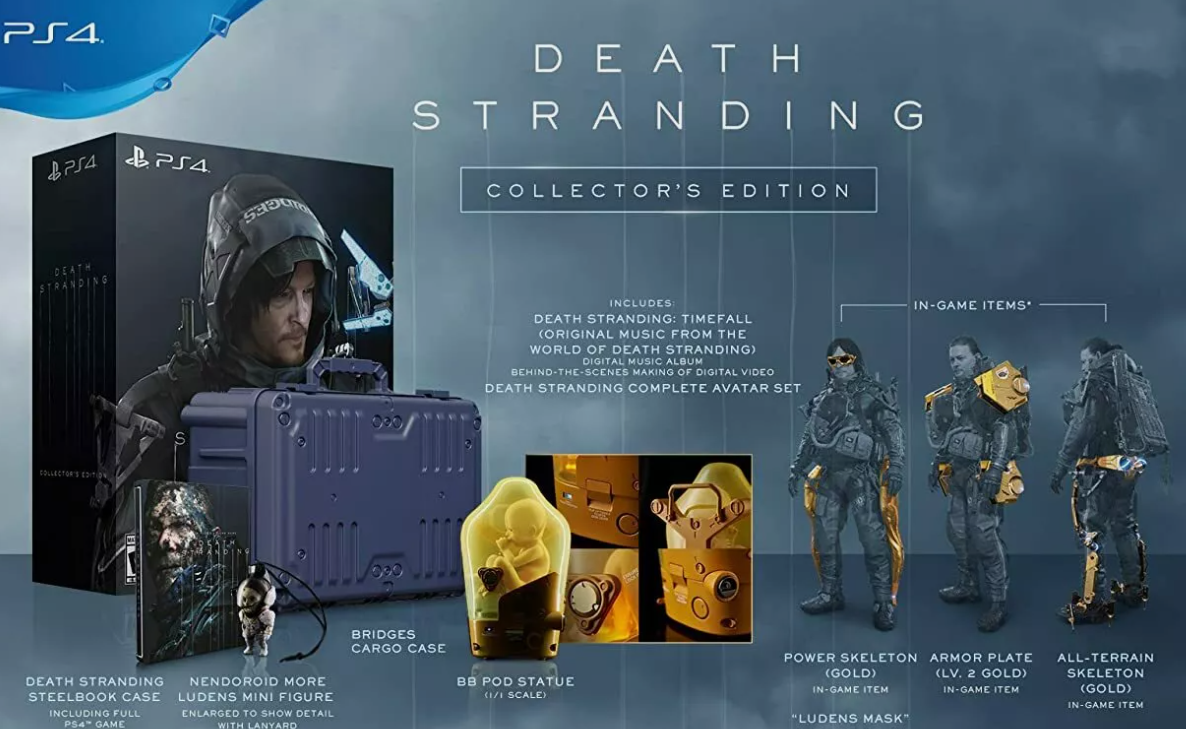 PS4
DEATH
STRANDING
COLLECTOR'S EDITION
PS4
PS4
BRIDGES
DEATH
STRANDING
COLLECTOR'S EDITION
INCLUDES:
DEATH STRANDING: TIMEFALL
(ORIGINAL MUSIC FROM THE
WORLD OF DEATH STRANDING)
DIGITAL MUSIC ALBUM
BEHIND-THE-SCENES MAKING OF DIGITAL VIDEO
DEATH STRANDING COMPLETE AVATAR SET
IN-GAME ITEMS*
DEATH
STRANDING
BRIDGES
CARGO CASE
DEATH STRANDING
STEELBOOK CASE
INCLUDING FULL
PS4™ GAME
NENDOROID MORE
LUDENS MINI FIGURE
ENLARGED TO SHOW DETAIL
WITH LANYARD
BB POD STATUE
(1/1 SCALE)
POWER SKELETON
(GOLD)
IN-GAME ITEM
"LUDENS MASK"
ARMOR PLATE
(LV. 2 GOLD)
IN-GAME ITEM
ALL-TERRAIN
SKELETON
(GOLD)
IN-GAME ITEM